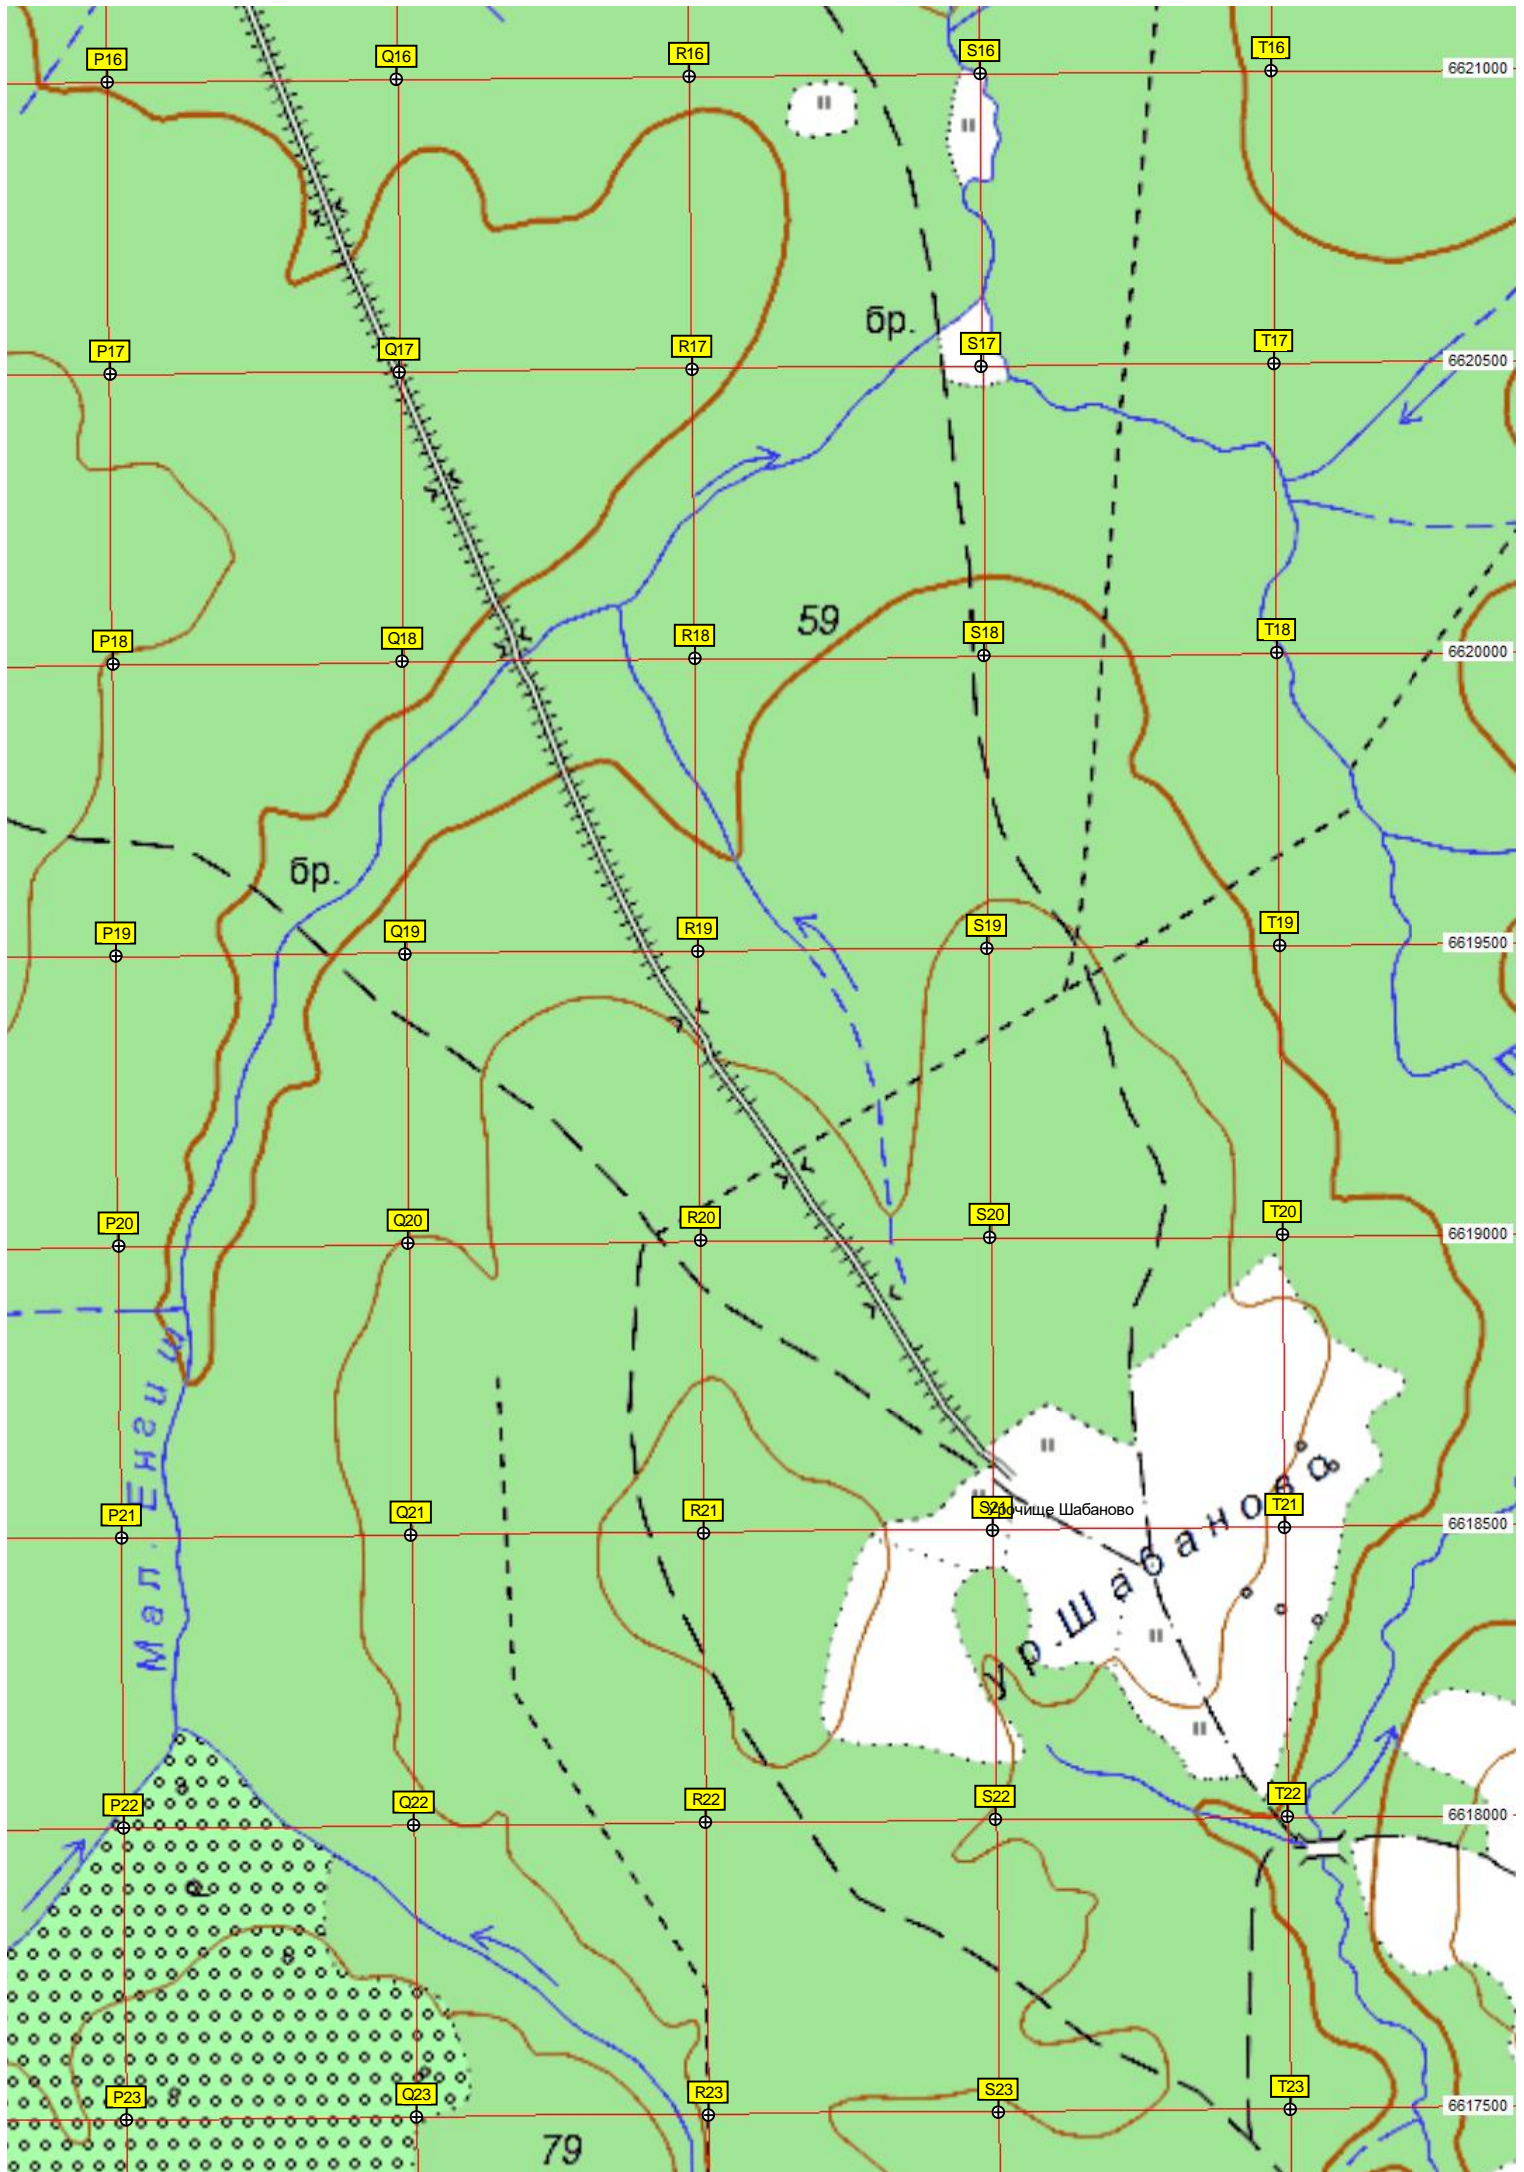 P16 Q16 R16 S16 T16 6621000
бр.
P17 Q17 R17 S17 T17 6620500
59
P18 Q18 R18 S18 T18 6620000
бр.
P19 Q19 R19 S19 T19 6619500
P20 Q20 R20 S20 T20 6619000
Мал. Енгиш
P21 Q21 R21 S21 T21 6618500
Урочище Шабаново
ур. Шабанова
P22 Q22 R22 S22 T22 6618000
P23 Q23 R23 S23 T23 6617500
79